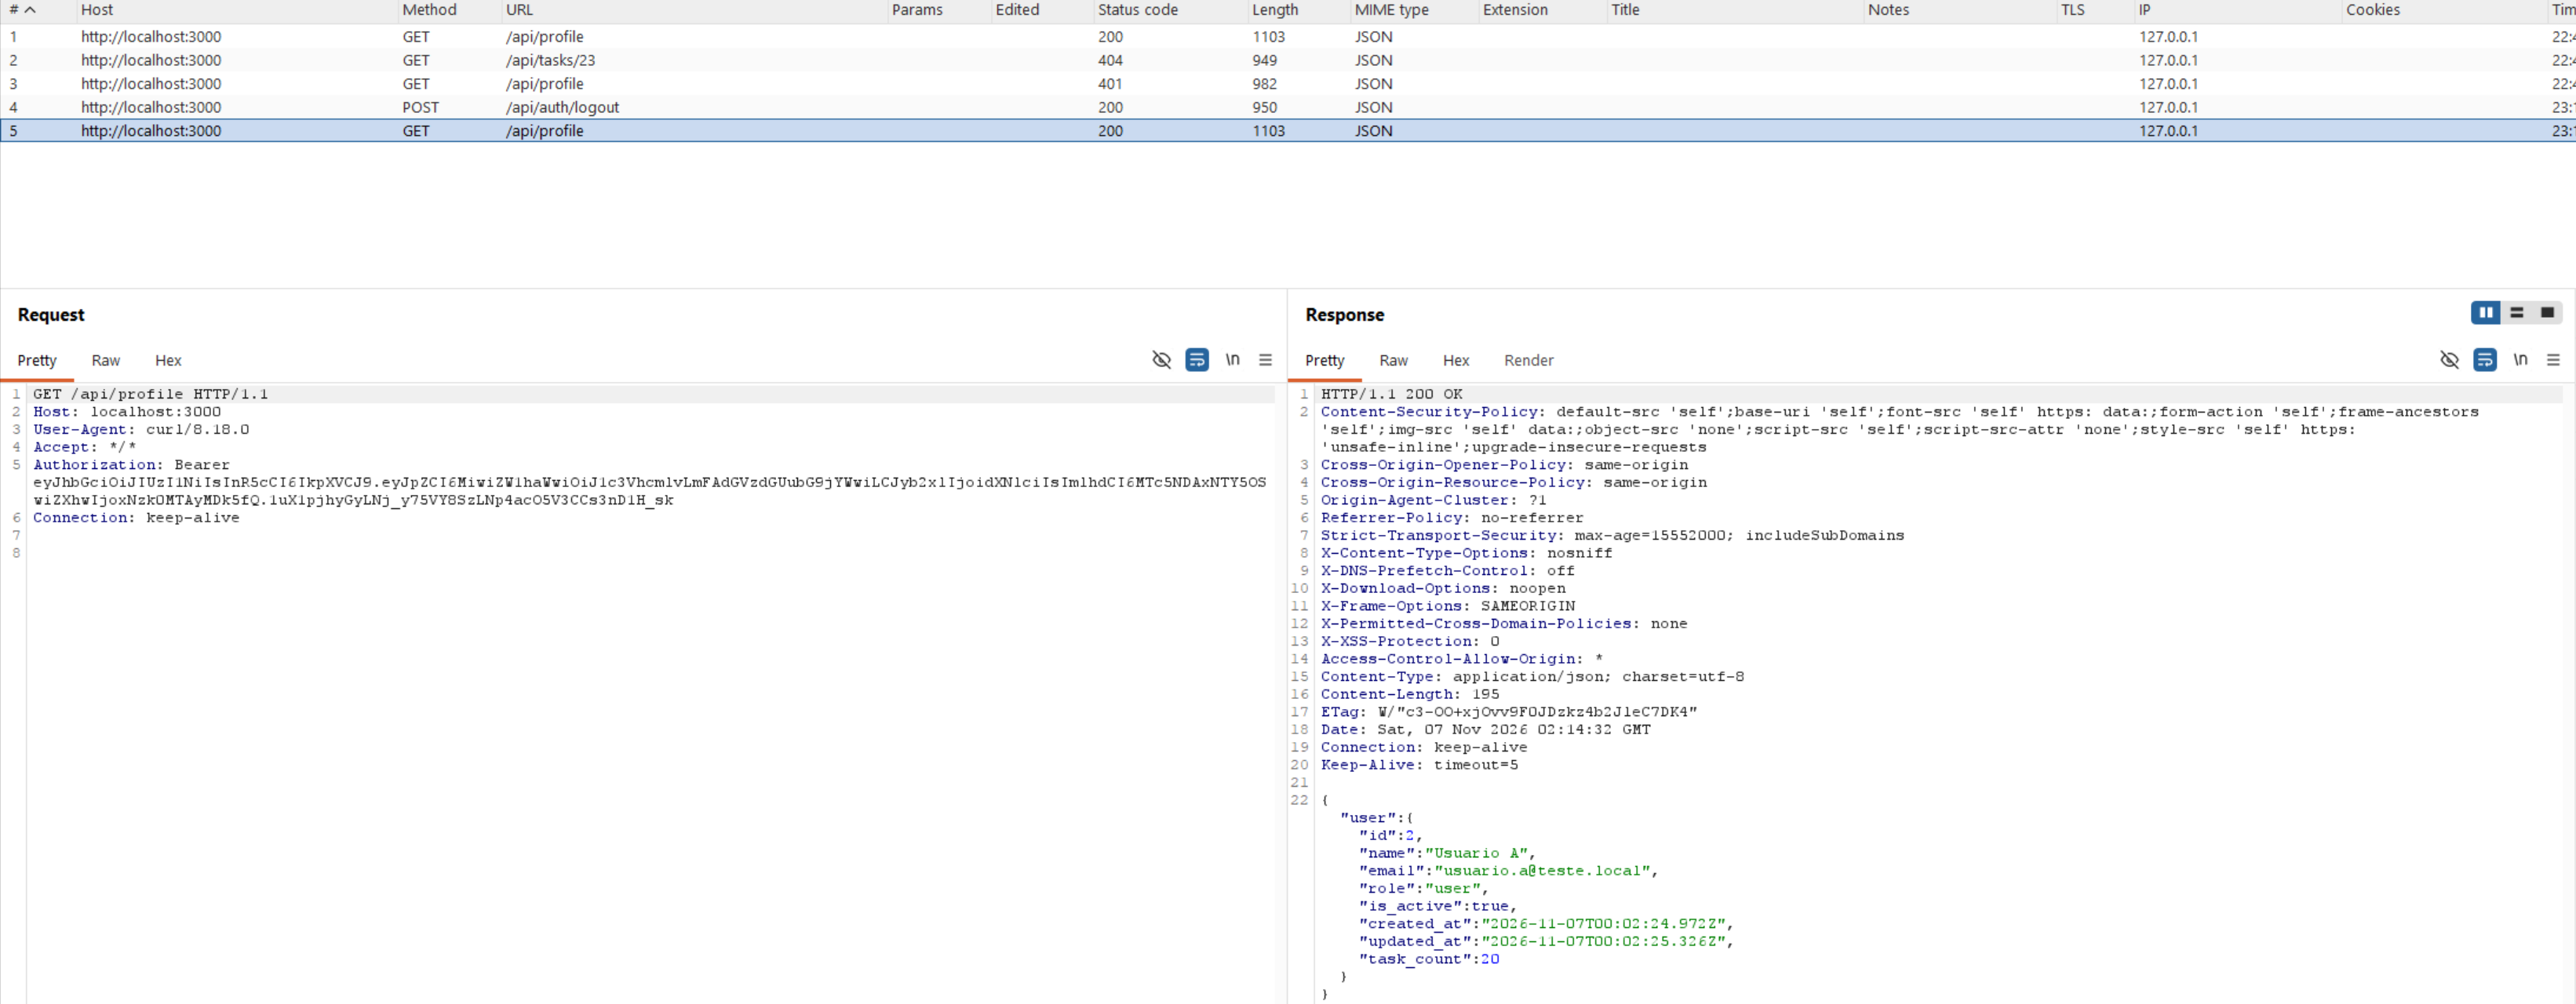 # Host Method URL Params Edited Status code Length MIME type Extension Title Notes TLS IP Cookies Tim
1 http://localhost:3000 GET /api/profile 200 1103 JSON 127.0.0.1 22:4
2 http://localhost:3000 GET /api/tasks/23 404 949 JSON 127.0.0.1 22:4
3 http://localhost:3000 GET /api/profile 401 982 JSON 127.0.0.1 22:4
4 http://localhost:3000 POST /api/auth/logout 200 950 JSON 127.0.0.1 23:1
5 http://localhost:3000 GET /api/profile 200 1103 JSON 127.0.0.1 23:1
Request
Pretty Raw Hex \n
1 GET /api/profile HTTP/1.1
2 Host: localhost:3000
3 User-Agent: curl/8.18.0
4 Accept: */*
5 Authorization: Bearer
6 Connection: keep-alive
7
8
Response
Pretty Raw Hex Render \n
1 HTTP/1.1 200 OK
2 Content-Security-Policy: default-src 'self';base-uri 'self';font-src 'self' https: data:;form-action 'self';frame-ancestors
'self';img-src 'self' data:;object-src 'none';script-src 'self';script-src-attr 'none';style-src 'self' https:
'unsafe-inline';upgrade-insecure-requests
3 Cross-Origin-Opener-Policy: same-origin
4 Cross-Origin-Resource-Policy: same-origin
5 Origin-Agent-Cluster: ?1
6 Referrer-Policy: no-referrer
7 Strict-Transport-Security: max-age=15552000; includeSubDomains
8 X-Content-Type-Options: nosniff
9 X-DNS-Prefetch-Control: off
10 X-Download-Options: noopen
11 X-Frame-Options: SAMEORIGIN
12 X-Permitted-Cross-Domain-Policies: none
13 X-XSS-Protection: 0
14 Access-Control-Allow-Origin: *
15 Content-Type: application/json; charset=utf-8
16 Content-Length: 195
17 ETag:
18 Date: Sat, 07 Nov 2026 02:14:32 GMT
19 Connection: keep-alive
20 Keep-Alive: timeout=5
21
22 {
"user":{
"id":2,
"name":"Usuario A",
"email":"usuario.a@teste.local",
"role":"user",
"is_active":true,
"created_at":"2026-11-07T00:02:24.972Z",
"updated_at":"2026-11-07T00:02:25.326Z",
"task_count":20
}
}